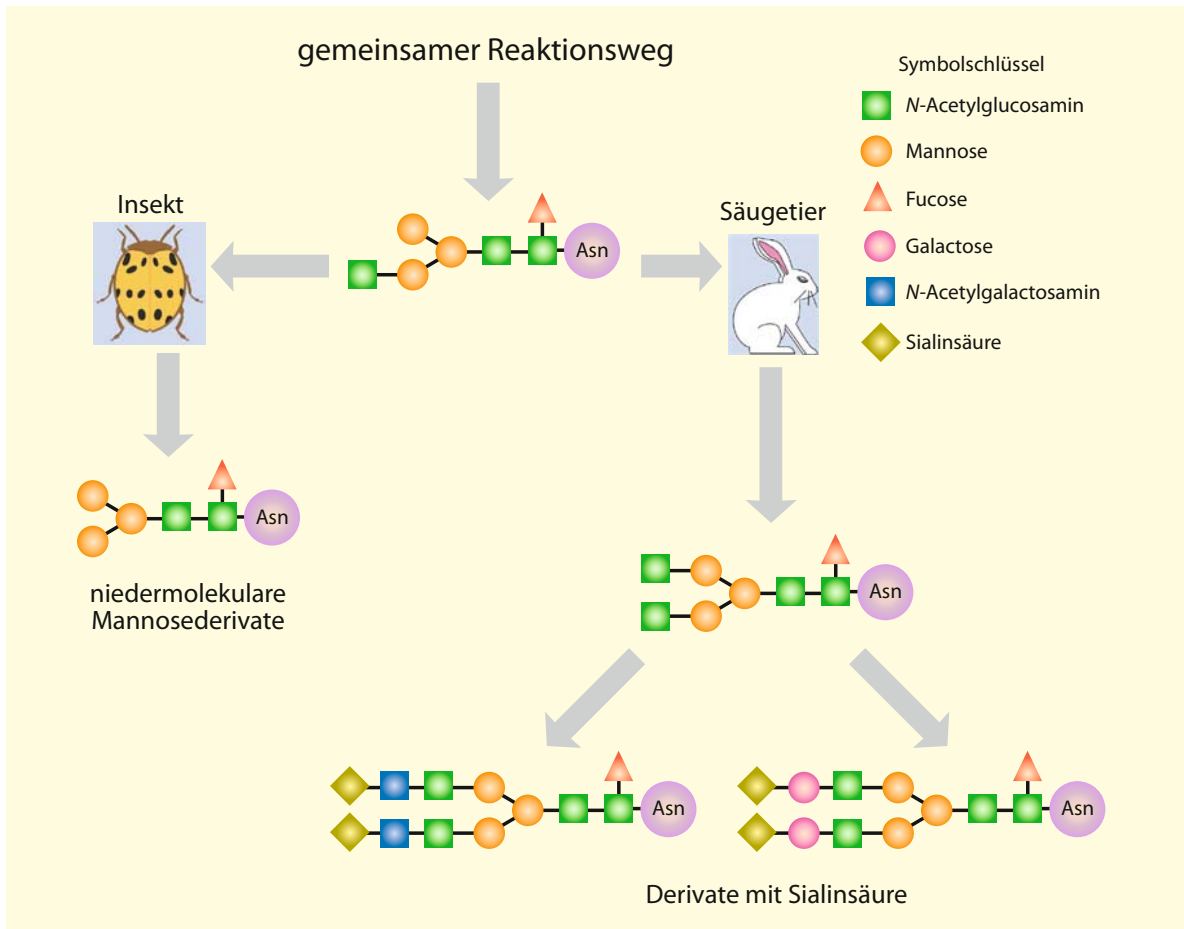 gemeinsamer Reaktionsweg
Symbolschlüssel
N-Acetylglucosamin
Mannose
Fucose
Galactose
N-Acetylgalactosamin
Sialinsäure
Insekt
Säugetier
Asn
Asn
niedermolekulare
Mannosederivate
Asn
Asn
Asn
Derivate mit Sialinsäure